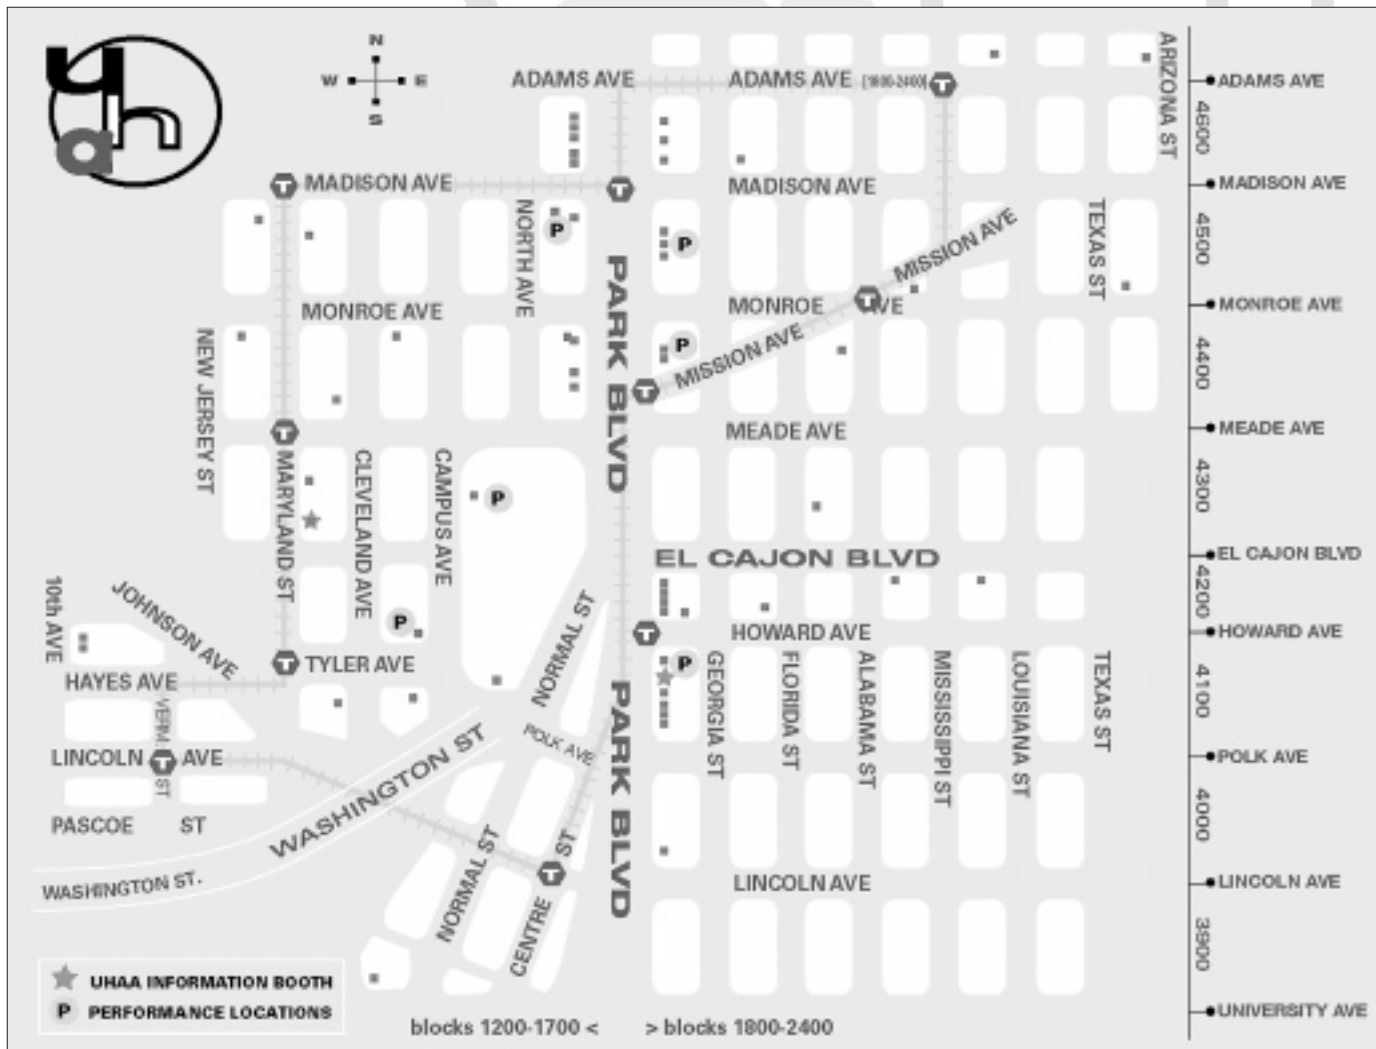 uha
N
W E
S
ADAMS AVE
ADAMS AVE [1800-2400] T
ARIZONA ST
ADAMS AVE
4600
T MADISON AVE
T
MADISON AVE
MADISON AVE
NORTH AVE
P
P
MISSION AVE
TEXAS ST
4500
PARK BLVD
MONROE AVE
MONROE T AVE
MONROE AVE
NEW JERSEY ST
P
MISSION AVE
T
4400
T
MEADE AVE
MEADE AVE
MARYLAND ST
CLEVELAND AVE
CAMPUS AVE
P
4300
EL CAJON BLVD
EL CAJON BLVD
10th AVE
JOHNSON AVE
P
NORMAL ST
4200
T
HOWARD AVE
HOWARD AVE
T TYLER AVE
P
GEORGIA ST
FLORIDA ST
ALABAMA ST
MISSISSIPPI ST
LOUISIANA ST
TEXAS ST
HAYES AVE
4100
VERM. ST
PARK BLVD
LINCOLN T AVE
WASHINGTON ST
POLK AVE
POLK AVE
PASCOE ST
4000
WASHINGTON ST.
NORMAL ST
CENTRE ST
T
LINCOLN AVE
LINCOLN AVE
3900
UHAA INFORMATION BOOTH
P PERFORMANCE LOCATIONS
UNIVERSITY AVE
blocks 1200-1700 < > blocks 1800-2400